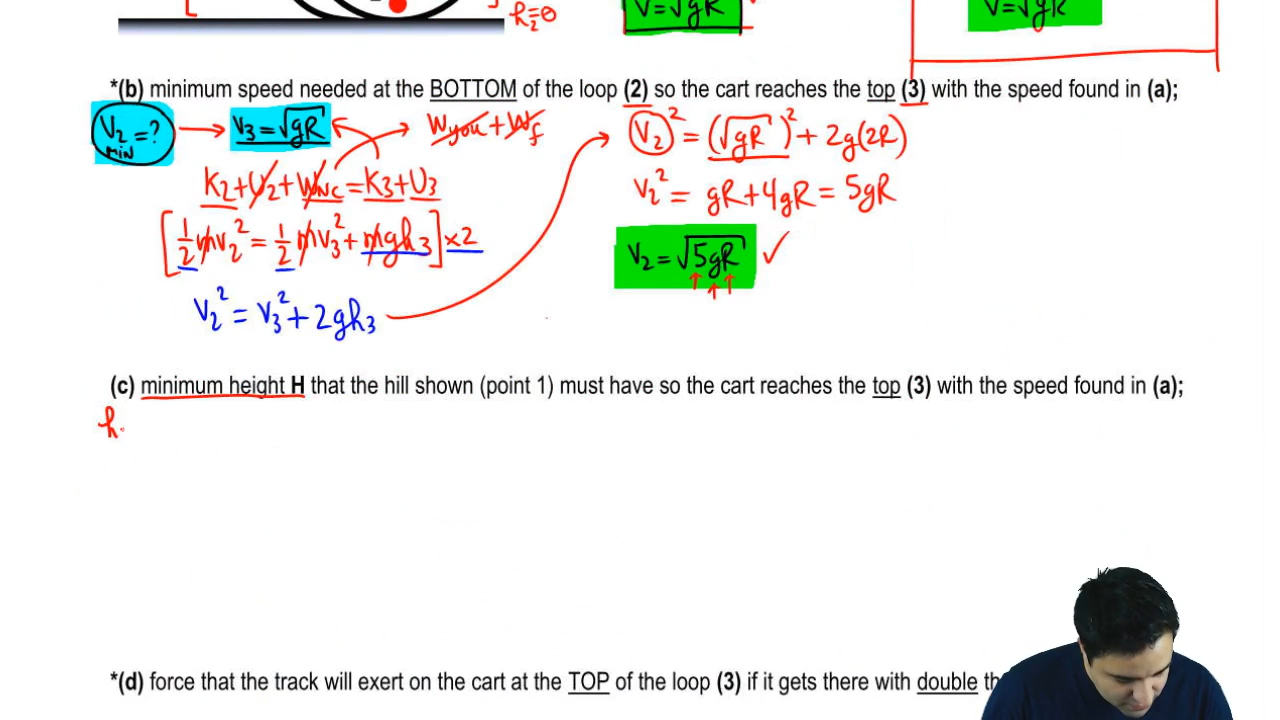 h₂=0
V=√gR
V=√gR
*(b) minimum speed needed at the BOTTOM of the loop (2) so the cart reaches the top (3) with the speed found in (a);
V₂ =?
MIN
V₃ = √gR
Wyou + Wf
K₂+U₂+WNC = K₃+U₃
[½mv₂² = ½mv₃² + mgh₃] ×2
V₂² = V₃² + 2gh₃
(V₂)² = (√gR)² + 2g(2R)
V₂² = gR+4gR = 5gR
V₂ = √5gR ✓
(c) minimum height H that the hill shown (point 1) must have so the cart reaches the top (3) with the speed found in (a);
h
*(d) force that the track will exert on the cart at the TOP of the loop (3) if it gets there with double